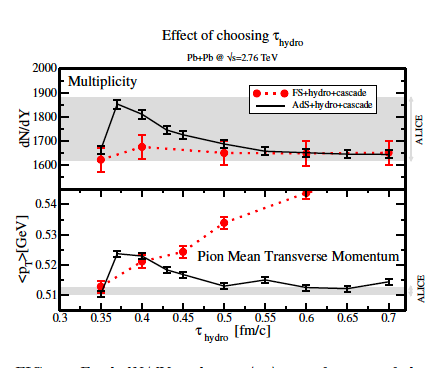 Effect of choosing τhydro
Pb+Pb @ √s=2.76 TeV
2000
Multiplicity
1900
FS+hydro+cascade
AdS+hydro+cascade
1800
dN/dY
ALICE
1700
1600
0.54
0.53
<pT>[GeV]
Pion Mean Transverse Momentum
0.52
ALICE
0.51
0.3 0.35 0.4 0.45 0.5 0.55 0.6 0.65 0.7
τhydro [fm/c]